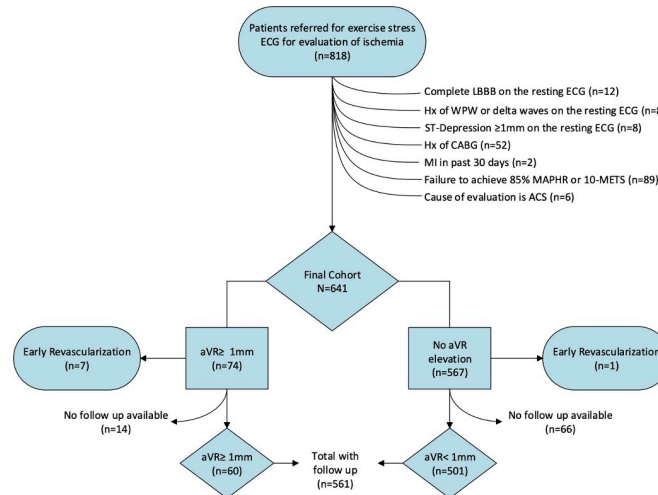 Patients referred for exercise stress
ECG for evaluation of ischemia
(n=818)
Complete LBBB on the resting ECG (n=12)
Hx of WPW or delta waves on the resting ECG (n=8
ST-Depression ≥1mm on the resting ECG (n=8)
Hx of CABG (n=52)
MI in past 30 days (n=2)
Failure to achieve 85% MAPHR or 10-METS (n=89)
Cause of evaluation is ACS (n=6)
Final Cohort
N=641
Early Revascularization
(n=7)
aVR≥ 1mm
(n=74)
No aVR
elevation
(n=567)
Early Revascularization
(n=1)
No follow up available
(n=14)
No follow up available
(n=66)
aVR≥ 1mm
(n=60)
Total with
follow up
(n=561)
aVR< 1mm
(n=501)